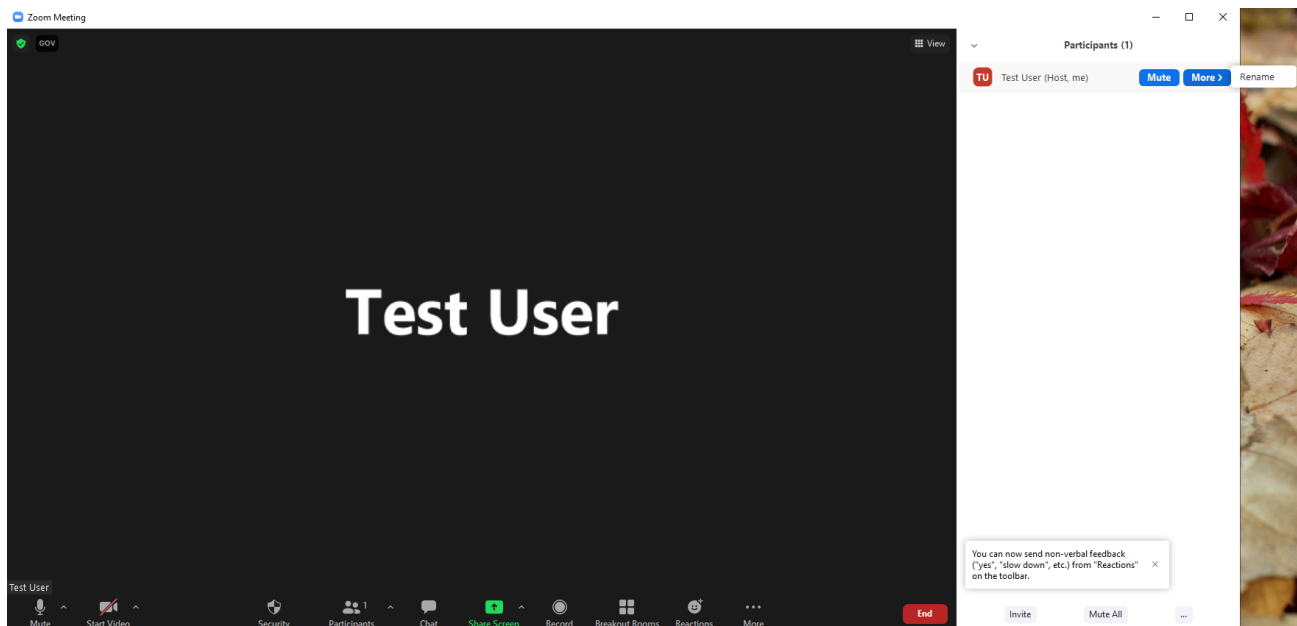 Zoom Meeting
GOV
View
Participants (1)
TU Test User (Host, me) Mute More Rename
Test User
You can now send non-verbal feedback
("yes", "slow down", etc.) from "Reactions"
on the toolbar.
Test User
Mute Start Video Security Participants 1 Chat Share Screen Record Breakout Rooms Reactions More End
Invite Mute All ...